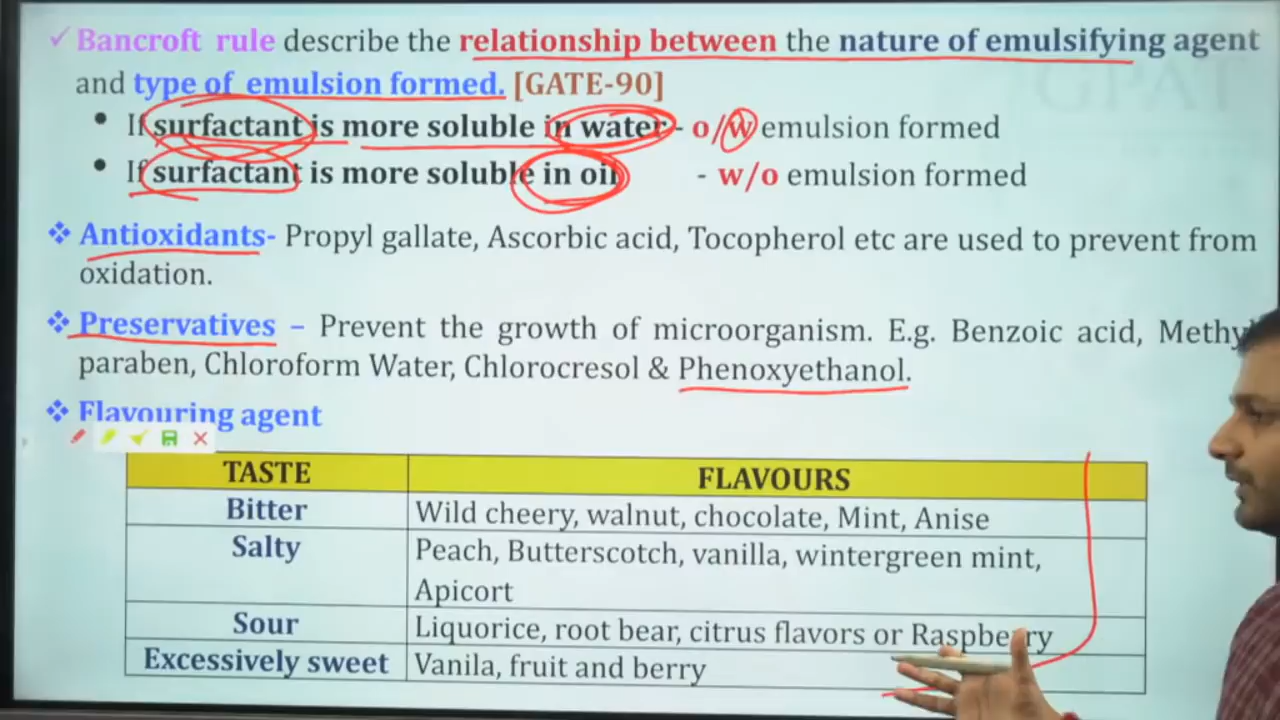 ✓ Bancroft rule describe the relationship between the nature of emulsifying agent
and type of emulsion formed. [GATE-90]
• If surfactant is more soluble in water - o/w emulsion formed
• If surfactant is more soluble in oil - w/o emulsion formed
❖ Antioxidants- Propyl gallate, Ascorbic acid, Tocopherol etc are used to prevent from
oxidation.
❖ Preservatives – Prevent the growth of microorganism. E.g. Benzoic acid, Methyl
paraben, Chloroform Water, Chlorocresol & Phenoxyethanol.
❖ Flavouring agent
TASTE FLAVOURS
Bitter Wild cheery, walnut, chocolate, Mint, Anise
Salty Peach, Butterscotch, vanilla, wintergreen mint,
Apicort
Sour Liquorice, root bear, citrus flavors or Raspberry
Excessively sweet Vanila, fruit and berry
GPAT